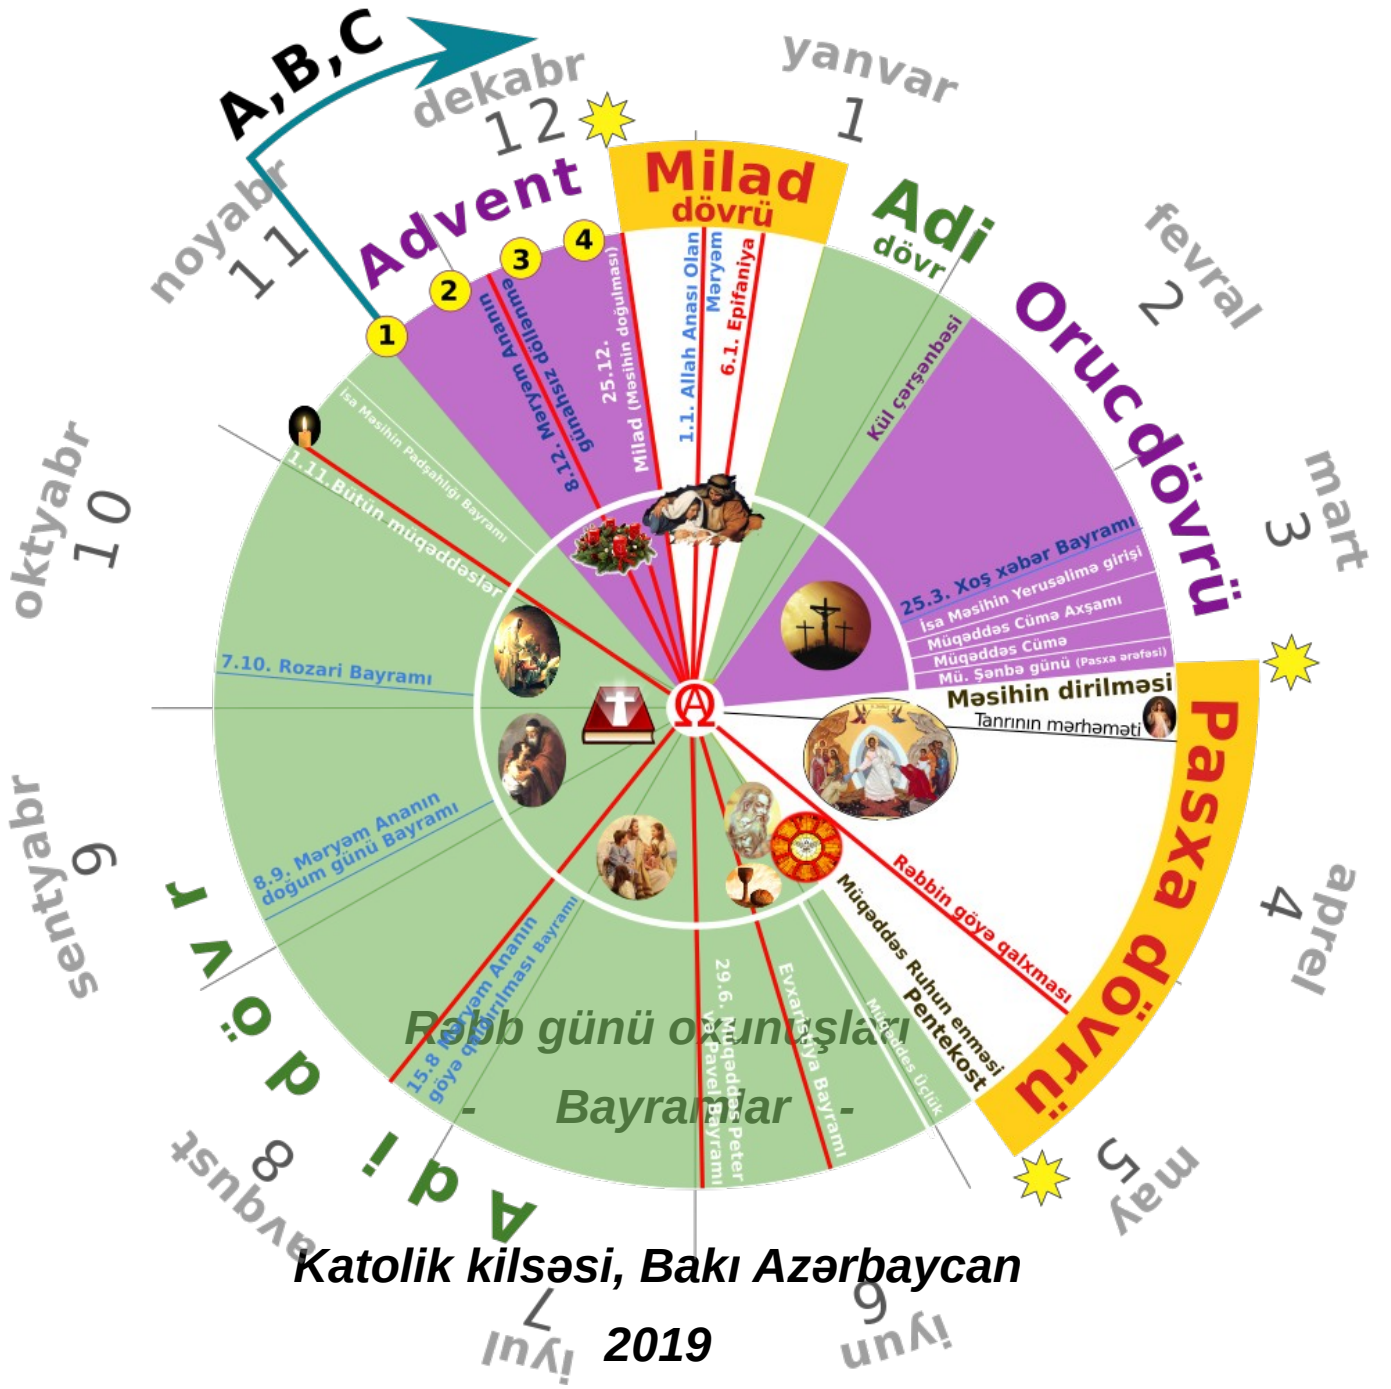 A,B,C
dekabr
12
yanvar
1
fevral
2
mart
3
aprel
4
may
5
iyun
6
iyul
7
avqust
8
sentyabr
9
oktyabr
10
noyabr
11
Advent
1
2
3
4
Milad
dövrü
Adi
dövr
Oruc dövrü
Pasxa dövrü
Adi dövr
8.12. Məryəm Ananın
günahsız döllənmə
25.12.
Milad (Məsihin doğulması)
1.1. Allah Anası Olan
Məryəm
6.1. Epifaniya
Kül çərşənbəsi
25.3. Xoş xəbər Bayramı
İsa Məsihin Yerusəlimə girişi
Müqəddəs Cümə Axşamı
Müqəddəs Cümə
Mü. Şənbə günü (Pasxa ərəfəsi)
Məsihin dirilməsi
Tanrının mərhəməti
Rəbbin göyə qalxması
Müqəddəs Ruhun enməsi
Pentekost
Müqəddes Üçlük
Evxaristiya Bayramı
29.6. Müqəddəs Peter
və Pavel Bayramı
15.8 Məryəm Ananın
göyə qaldırılması Bayramı
8.9. Məryəm Ananın
doğum günü Bayramı
7.10. Rozari Bayramı
1.11.Bütün müqəddəslər
İsa Məsihin Padşahlığı Bayramı
Rəbb günü oxunuşları
- Bayramlar -
Katolik kilsəsi, Bakı Azərbaycan
2019